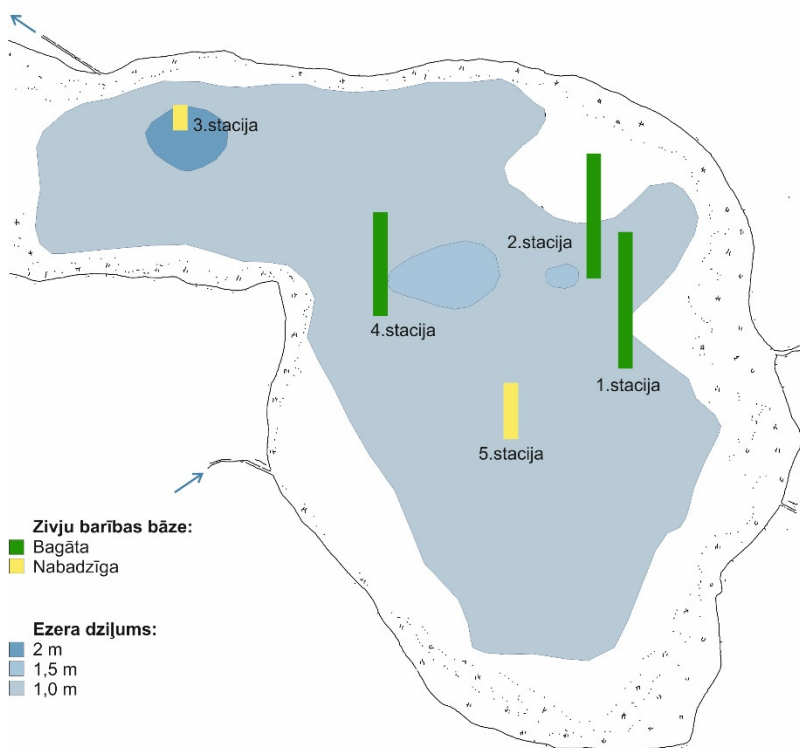 3.stacija
2.stacija
4.stacija
1.stacija
5.stacija
Zivju barības bāze:
Bagāta
Nabadzīga
Ezera dziļums:
2 m
1,5 m
1,0 m